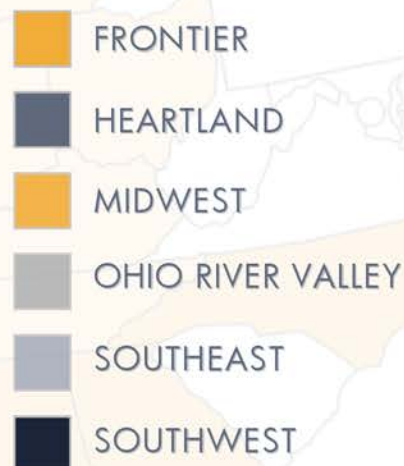 FRONTIER
HEARTLAND
MIDWEST
OHIO RIVER VALLEY
SOUTHEAST
SOUTHWEST